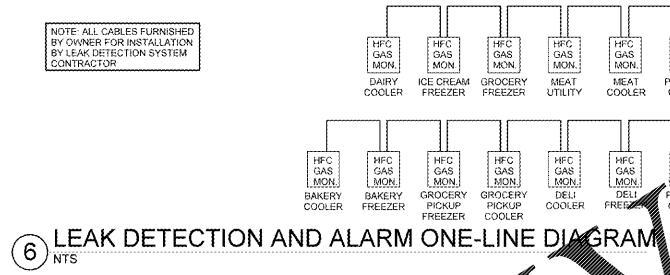 NOTE: ALL CABLES FURNISHED
BY OWNER FOR INSTALLATION
BY LEAK DETECTION SYSTEM
CONTRACTOR
HFC
GAS
MON.
DAIRY
COOLER
HFC
GAS
MON.
ICE CREAM
FREEZER
HFC
GAS
MON.
GROCERY
FREEZER
HFC
GAS
MON.
MEAT
UTILITY
HFC
GAS
MON.
MEAT
COOLER
HFC
GAS
MON.
BAKERY
COOLER
HFC
GAS
MON.
BAKERY
FREEZER
HFC
GAS
MON.
GROCERY
PICKUP
FREEZER
HFC
GAS
MON.
GROCERY
PICKUP
COOLER
HFC
GAS
MON.
DELI
COOLER
HFC
GAS
MON.
DELI
FREEZER
6
LEAK DETECTION AND ALARM ONE-LINE DIAGRAM
NTS